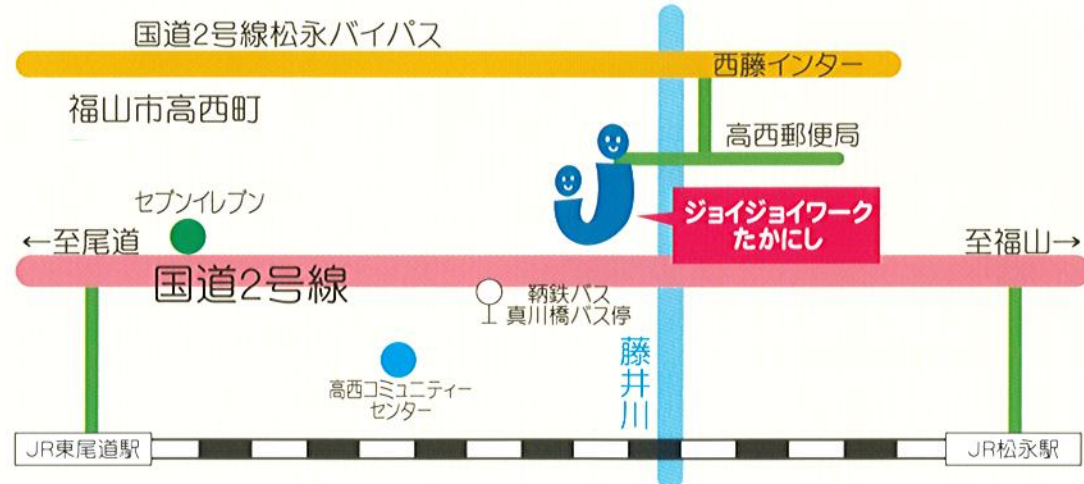 国道2号線松永バイパス
西藤インター
福山市高西町
高西郵便局
セブンイレブン
ジョイジョイワーク
たかにし
←至尾道
至福山→
国道2号線
鞆鉄バス
真川橋バス停
藤井川
高西コミュニティー
センター
JR東尾道駅
JR松永駅